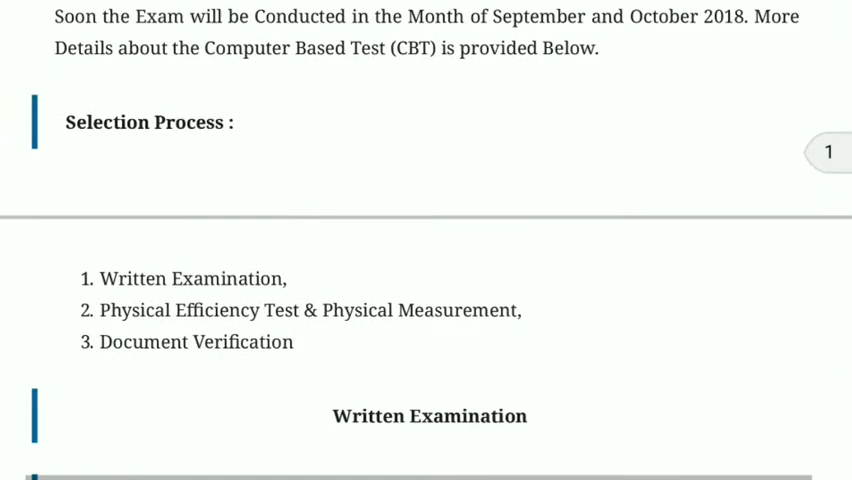 Soon the Exam will be Conducted in the Month of September and October 2018. More
Details about the Computer Based Test (CBT) is provided Below.
Selection Process :
1
1. Written Examination,
2. Physical Efficiency Test & Physical Measurement,
3. Document Verification
Written Examination